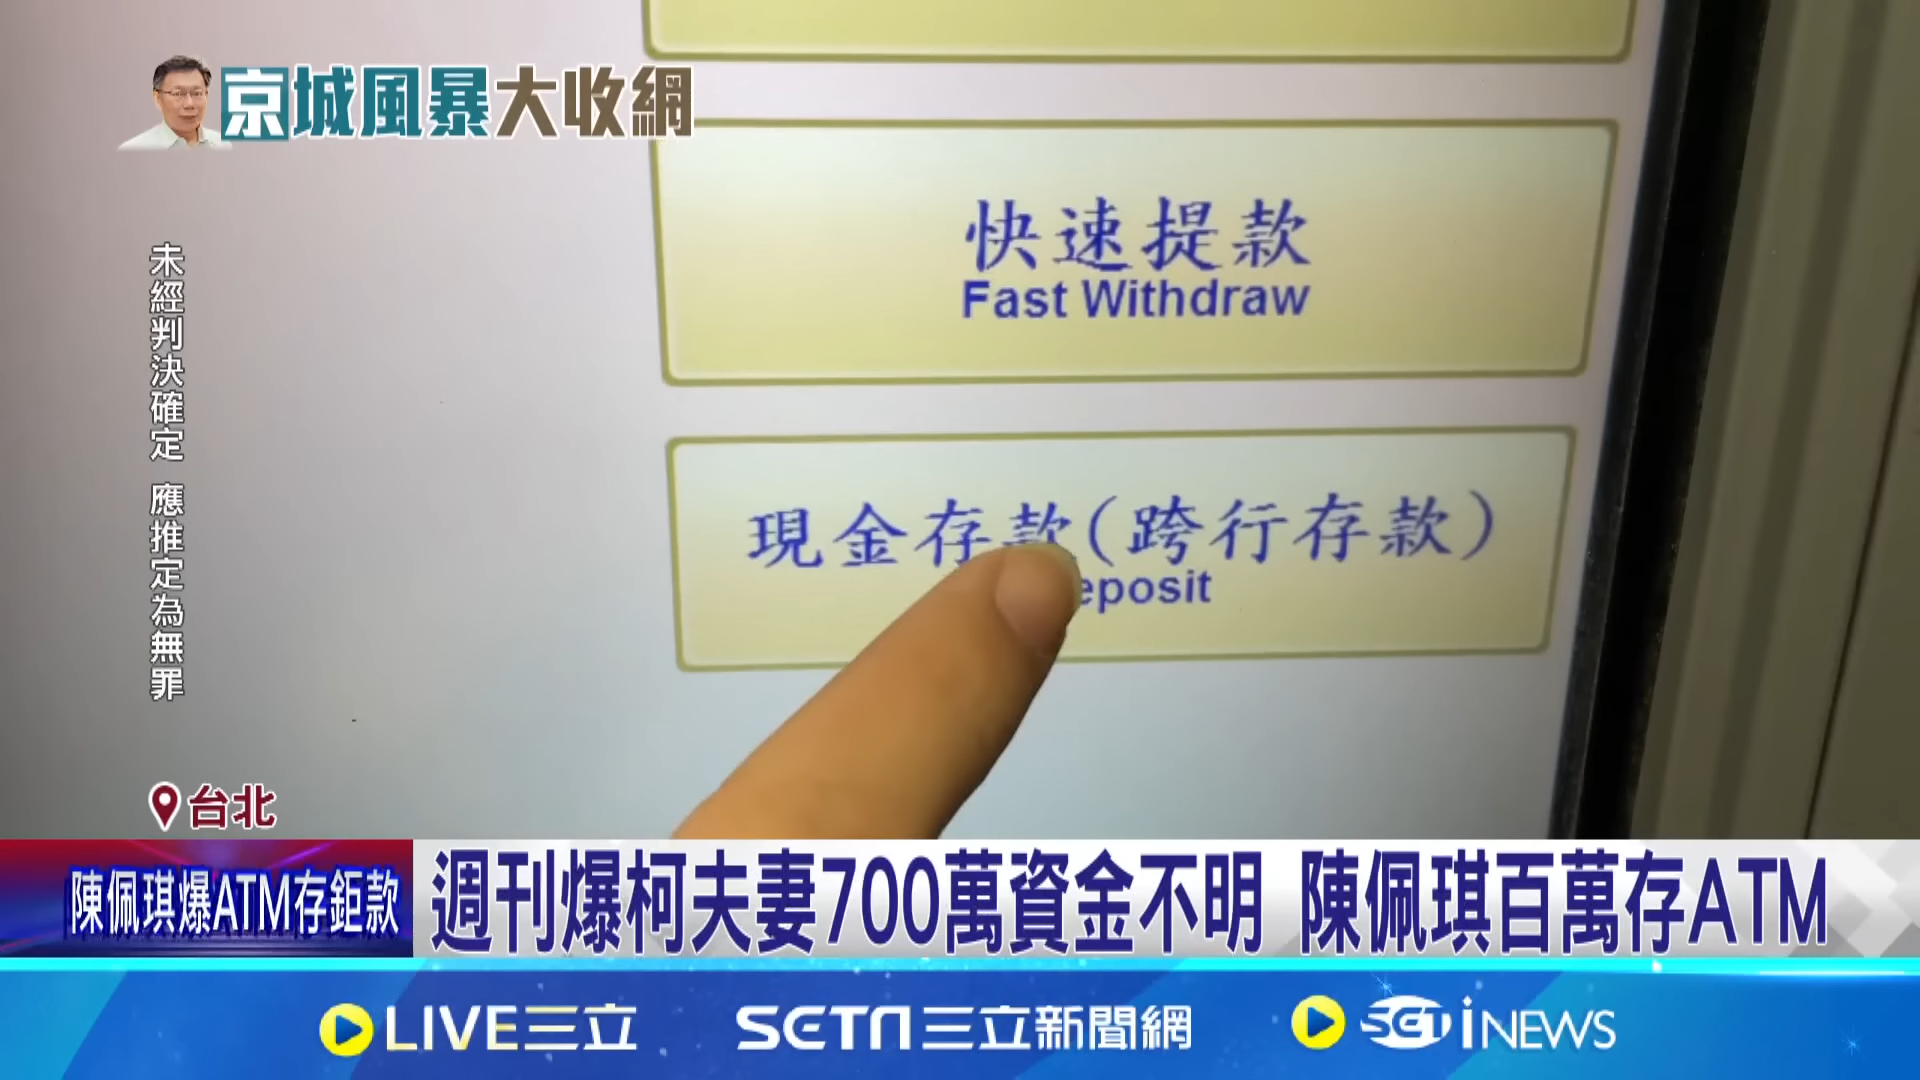 京城風暴大收網
未經判決確定 應推定為無罪
快速提款
Fast Withdraw
現金存款(跨行存款)
eposit
台北
陳佩琪爆ATM存鉅款
週刊爆柯夫妻700萬資金不明 陳佩琪百萬存ATM
LIVE三立
SETN三立新聞網
SETiNEWS